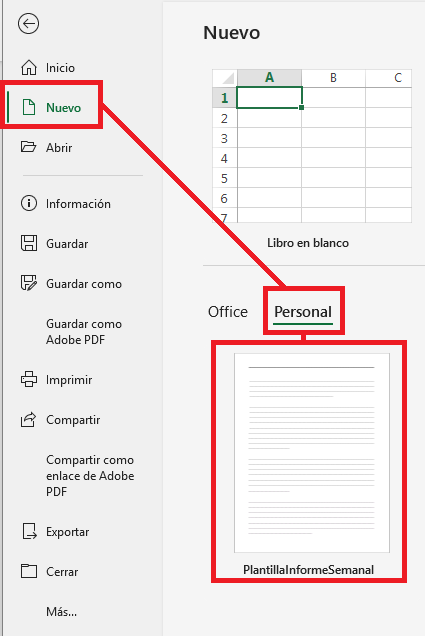 Inicio
Nuevo
Abrir
Información
Guardar
Guardar como
Guardar como
Adobe PDF
Imprimir
Compartir
Compartir como
enlace de Adobe
PDF
Exportar
Cerrar
Más...
Nuevo
A B C
1
2
3
4
5
6
7
Libro en blanco
Office Personal
PlantillaInformeSemanal